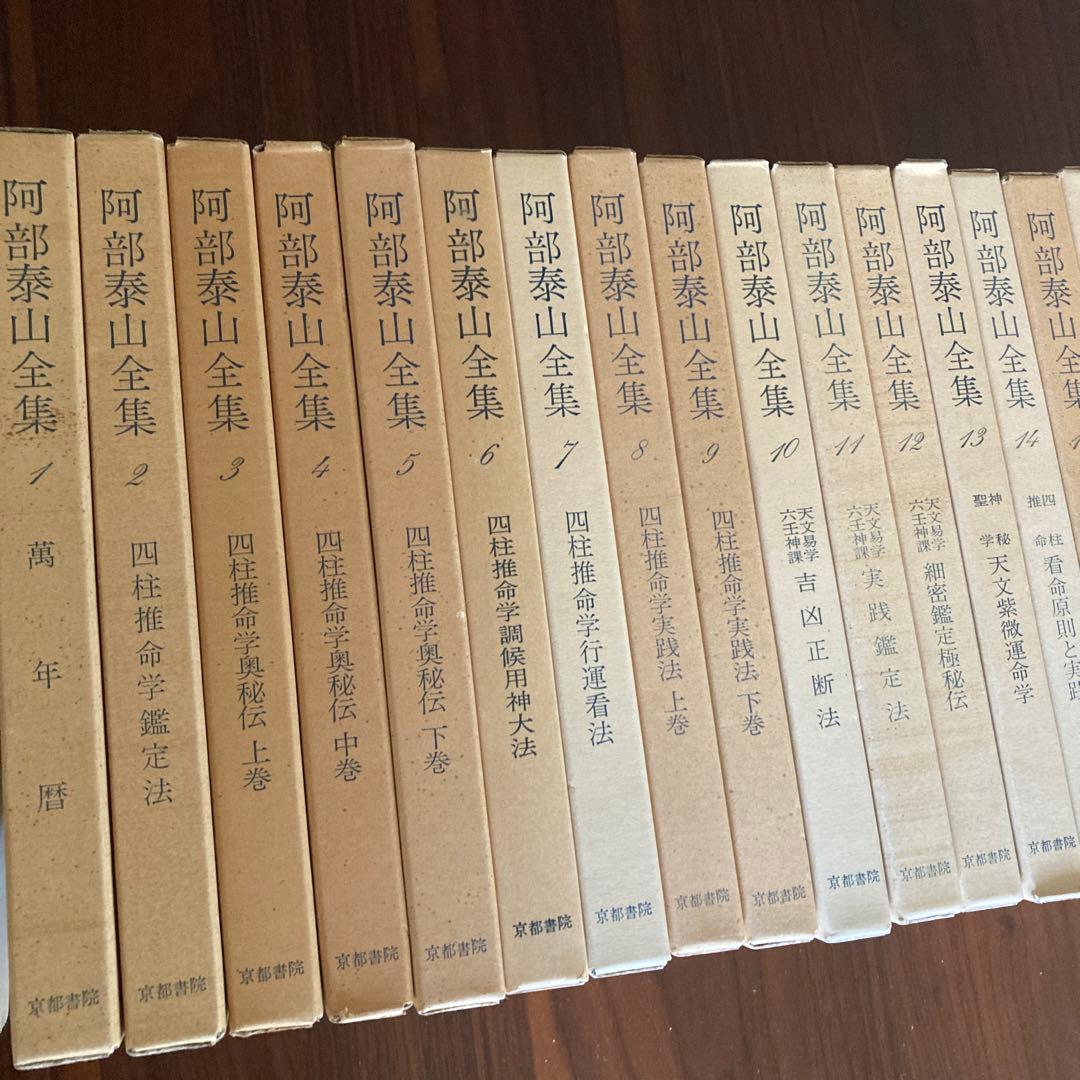 阿部泰山全集 1 萬年暦 京都書院
阿部泰山全集 2 四柱推命学鑑定法 京都書院
阿部泰山全集 3 四柱推命学奥秘伝 上巻 京都書院
阿部泰山全集 4 四柱推命学奥秘伝 中巻 京都書院
阿部泰山全集 5 四柱推命学奥秘伝 下巻 京都書院
阿部泰山全集 6 四柱推命学調候用神大法 京都書院
阿部泰山全集 7 四柱推命学行運看法 京都書院
阿部泰山全集 8 四柱推命学実践法 上巻 京都書院
阿部泰山全集 9 四柱推命学実践法 下巻 京都書院
阿部泰山全集 10 天文易学
六壬神課
吉凶正断法 京都書院
阿部泰山全集 11 天文易学
六壬神課
実践鑑定法 京都書院
阿部泰山全集 12 天文易学
六壬神課
細密鑑定極秘伝 京都書院
阿部泰山全集 13 神秘
聖学
天文紫微運命学 京都書院
阿部泰山全集 14 四柱
推命
看命原則と実践
阿部泰山全集